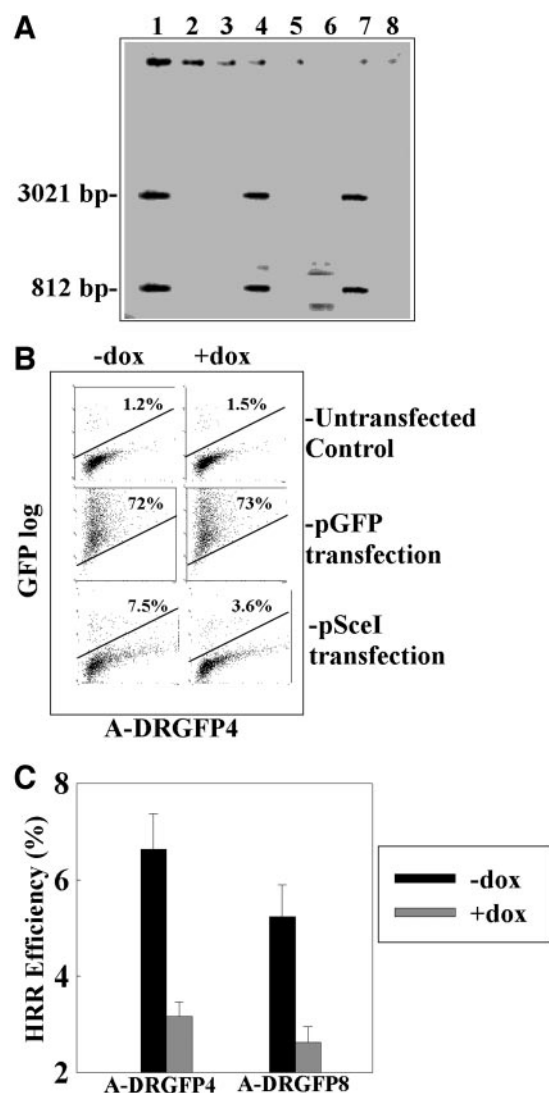 A
1 2 3 4 5 6 7 8
3021 bp-
812 bp-
B
-dox +dox
1.2% 1.5%
-Untransfected
Control
72% 73%
-pGFP
transfection
7.5% 3.6%
-pSceI
transfection
GFP log
A-DRGFP4
C
8
6
4
2
HRR Efficiency (%)
-dox
+dox
A-DRGFP4 A-DRGFP8